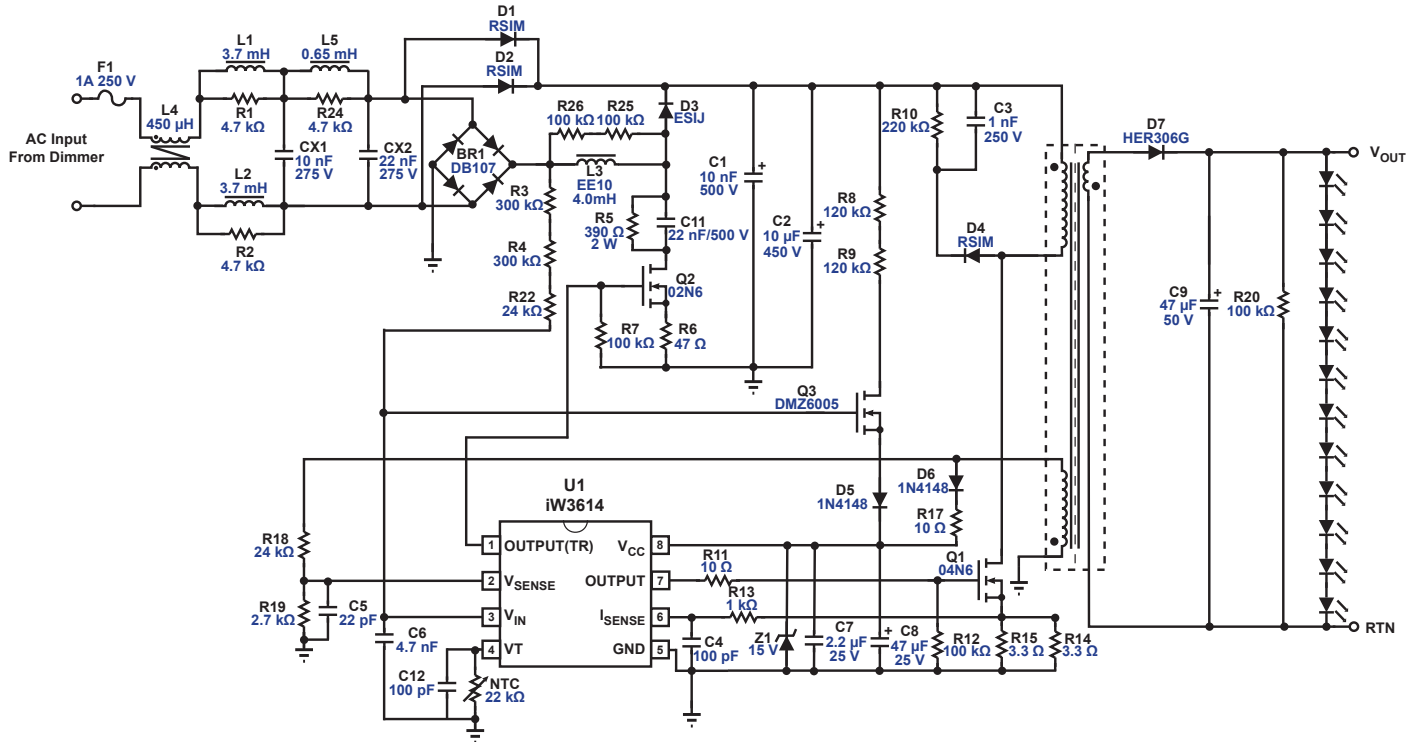 F1
1A 250 V
AC Input
From Dimmer
L4
450 µH
L1
3.7 mH
R1
4.7 kΩ
L5
0.65 mH
R24
4.7 kΩ
CX1
10 nF
275 V
CX2
22 nF
275 V
L2
3.7 mH
R2
4.7 kΩ
D1
RSIM
D2
RSIM
BR1
DB107
R26
100 kΩ
R25
100 kΩ
D3
ESIJ
L3
EE10
4.0mH
R3
300 kΩ
R4
300 kΩ
R22
24 kΩ
R5
390 Ω
2 W
C11
22 nF/500 V
Q2
02N6
R7
100 kΩ
R6
47 Ω
C1
10 nF
500 V
+
C2
10 µF
450 V
+
R8
120 kΩ
R9
120 kΩ
R10
220 kΩ
C3
1 nF
250 V
D4
RSIM
D7
HER306G
VOUT
C9
47 µF
50 V
+
R20
100 kΩ
RTN
Q3
DMZ6005
D5
1N4148
D6
1N4148
R17
10 Ω
U1
iW3614
1
OUTPUT(TR)
2
VSENSE
3
VIN
4
VT
VCC
8
OUTPUT
7
ISENSE
6
GND
5
R18
24 kΩ
R19
2.7 kΩ
C5
22 pF
C6
4.7 nF
C12
100 pF
NTC
22 kΩ
R11
10 Ω
R13
1 kΩ
C4
100 pF
Z1
15 V
C7
2.2 µF
25 V
C8
47 µF
25 V
+
Q1
04N6
R12
100 kΩ
R15
3.3 Ω
R14
3.3 Ω